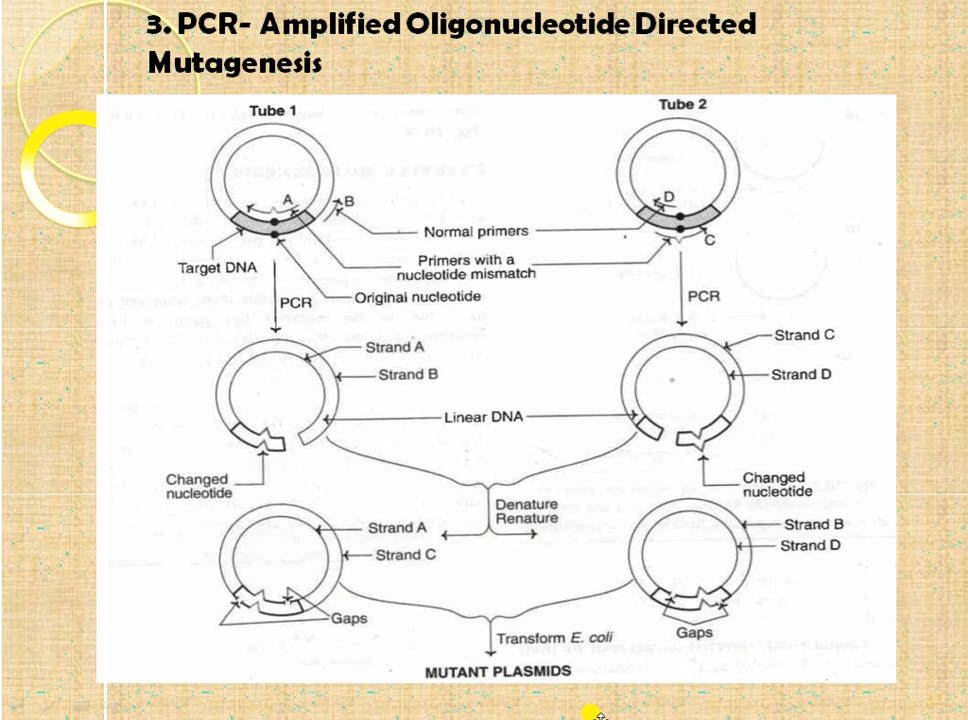 3. PCR- Amplified Oligonucleotide Directed
Mutagenesis
Tube 1
Tube 2
A
B
D
C
Normal primers
Target DNA
Primers with a
nucleotide mismatch
Original nucleotide
PCR
PCR
Strand A
Strand B
Strand C
Strand D
Linear DNA
Changed
nucleotide
Changed
nucleotide
Denature
Renature
Strand A
Strand C
Strand B
Strand D
Gaps
Gaps
Transform E. coli
MUTANT PLASMIDS